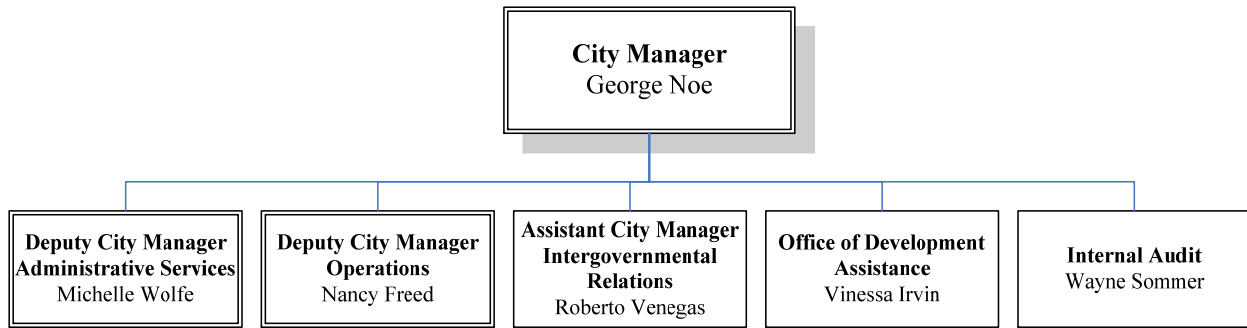 City Manager
George Noe
Deputy City Manager
Administrative Services
Michelle Wolfe
Deputy City Manager
Operations
Nancy Freed
Assistant City Manager
Intergovernmental
Relations
Roberto Venegas
Office of Development
Assistance
Vinessa Irvin
Internal Audit
Wayne Sommer